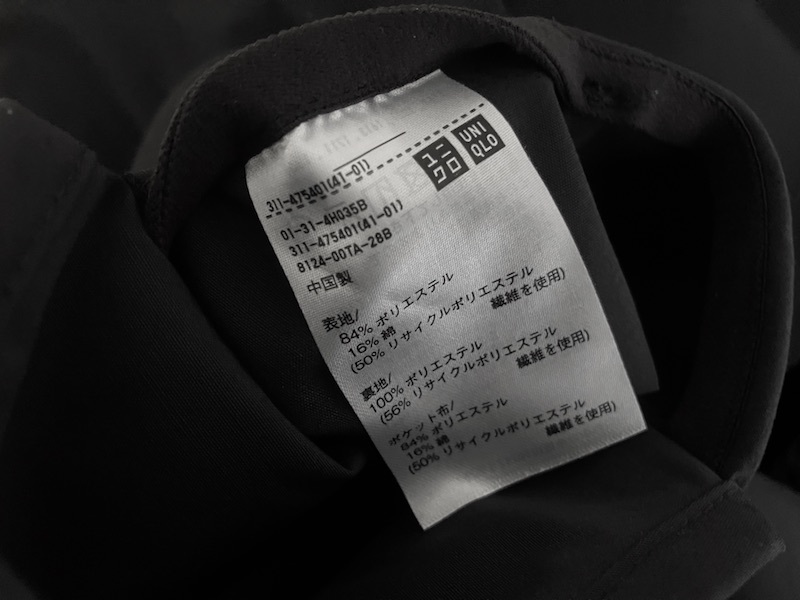 ユニクロ
UNIQLO
311-475401(41-01)
01-31-4H035B
311-475401(41-01)
8124-00TA-28B
中国製
表地/
84% ポリエステル
16% 綿
(50% リサイクルポリエステル
繊維を使用)
裏地/
100% ポリエステル
(56% リサイクルポリエステル
繊維を使用)
ポケット布/
84% ポリエステル
16% 綿
(50% リサイクルポリエステル
繊維を使用)